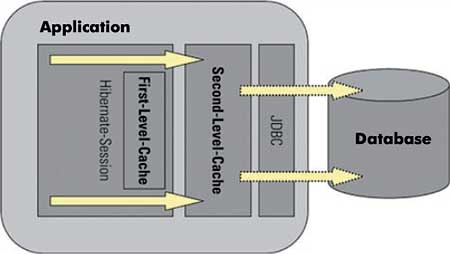 Application
Hibernate-Session
First-Level-Cache
Second-Level-Cache
JDBC
Database